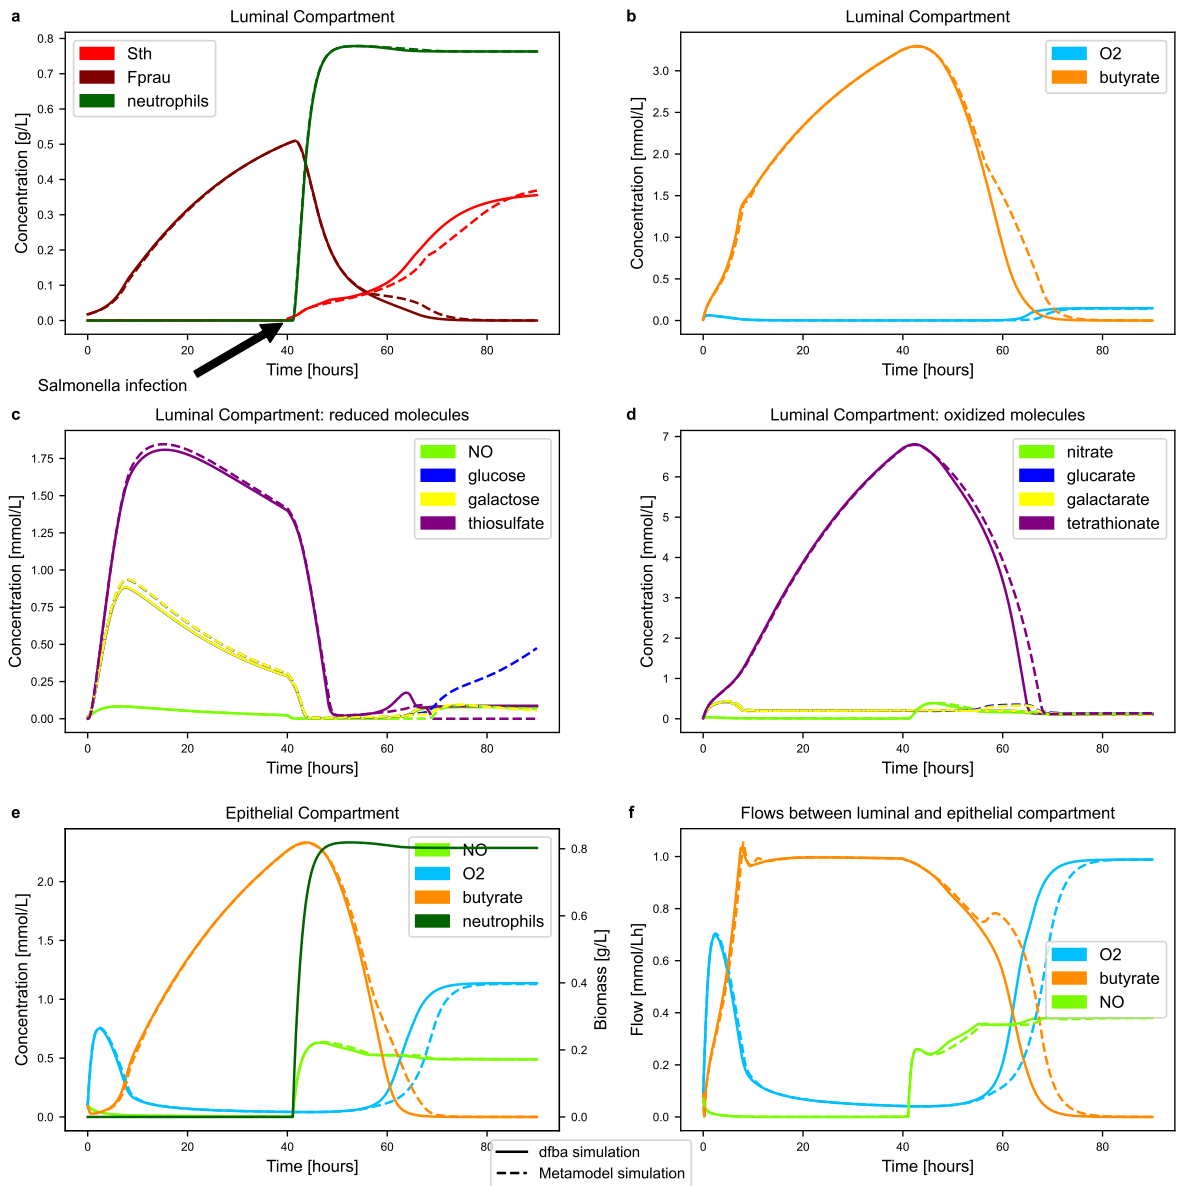 a
Luminal Compartment
Concentration [g/L]
0.8
0.7
0.6
0.5
0.4
0.3
0.2
0.1
0.0
Sth
Fprau
neutrophils
0
20
40
60
80
Time [hours]
Salmonella infection
b
Luminal Compartment
Concentration [mmol/L]
3.0
2.5
2.0
1.5
1.0
0.5
0.0
O2
butyrate
0
20
40
60
80
Time [hours]
c
Luminal Compartment: reduced molecules
Concentration [mmol/L]
1.75
1.50
1.25
1.00
0.75
0.50
0.25
0.00
NO
glucose
galactose
thiosulfate
0
20
40
60
80
Time [hours]
d
Luminal Compartment: oxidized molecules
Concentration [mmol/L]
7
6
5
4
3
2
1
0
nitrate
glucarate
galactarate
tetrathionate
0
20
40
60
80
Time [hours]
e
Epithelial Compartment
Concentration [mmol/L]
2.0
1.5
1.0
0.5
0.0
NO
O2
butyrate
neutrophils
0.8
0.6
0.4
0.2
0.0
Biomass [g/L]
0
20
40
60
80
Time [hours]
f
Flows between luminal and epithelial compartment
Flow [mmol/Lh]
1.0
0.8
0.6
0.4
0.2
0.0
O2
butyrate
NO
0
20
40
60
80
Time [hours]
dfba simulation
Metamodel simulation